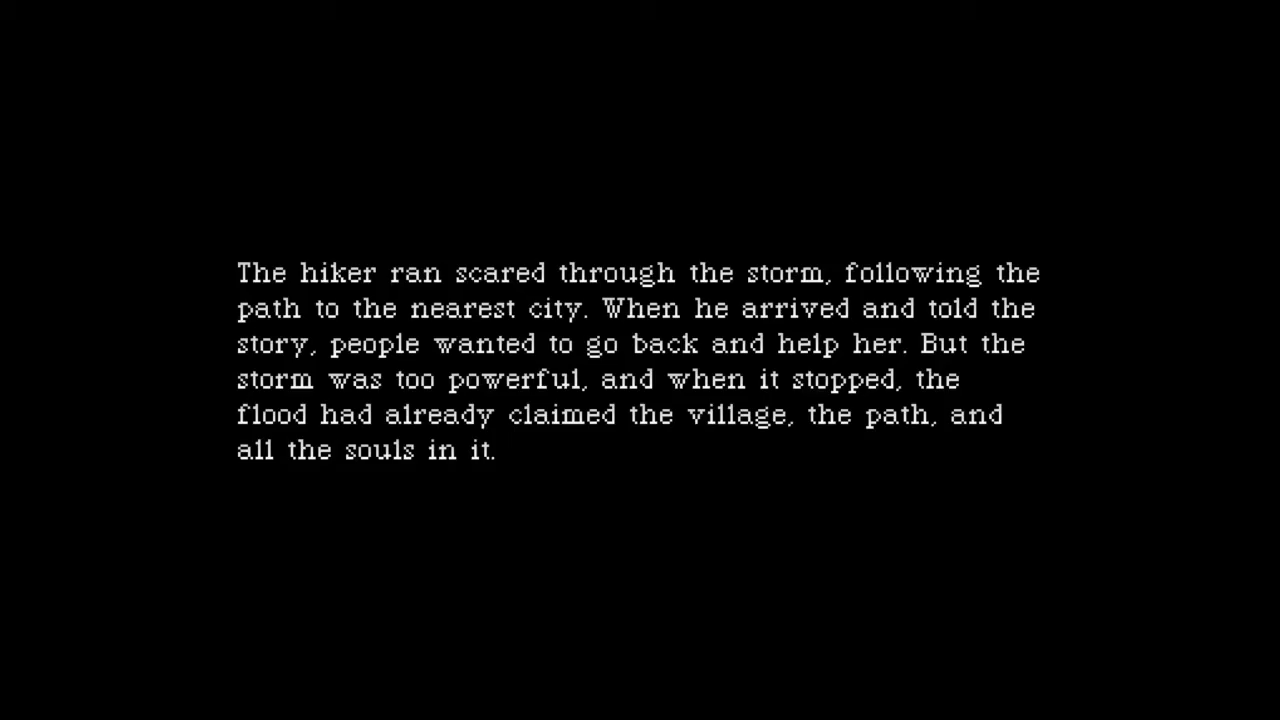 The hiker ran scared through the storm, following the
path to the nearest city. When he arrived and told the
story, people wanted to go back and help her. But the
storm was too powerful, and when it stopped, the
flood had already claimed the village, the path, and
all the souls in it.